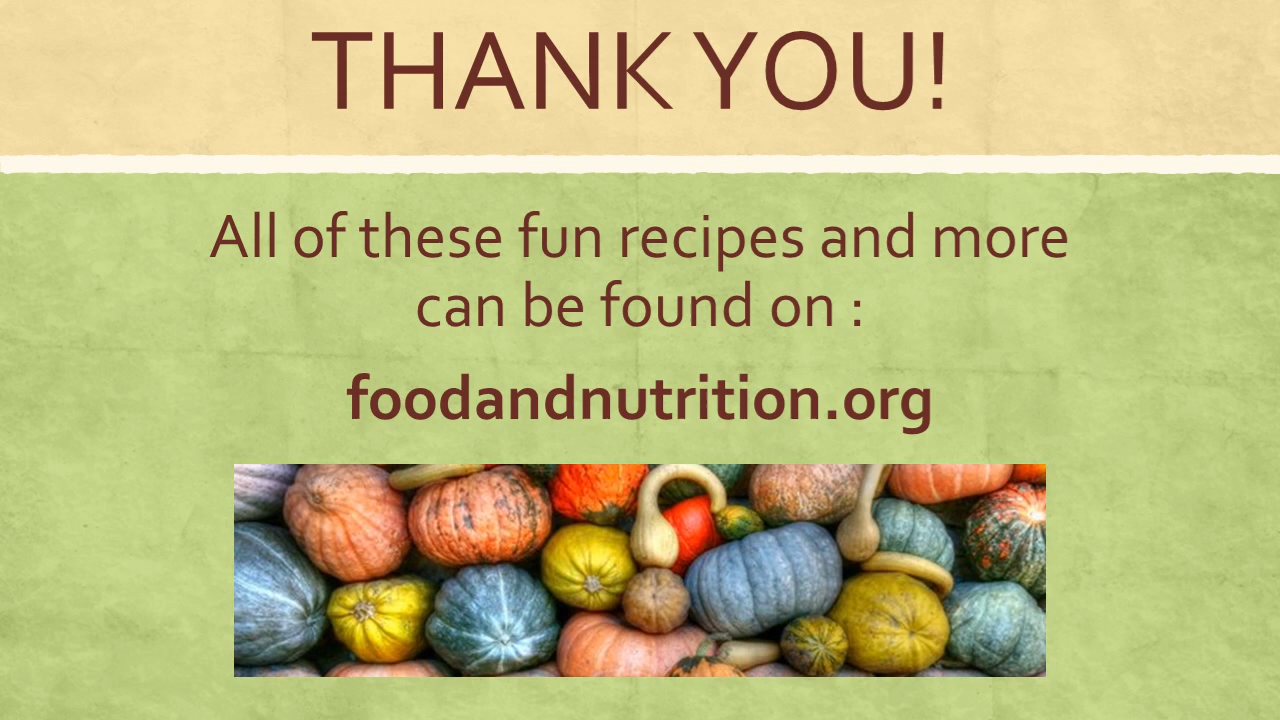 THANK YOU!
All of these fun recipes and more
can be found on :
foodandnutrition.org